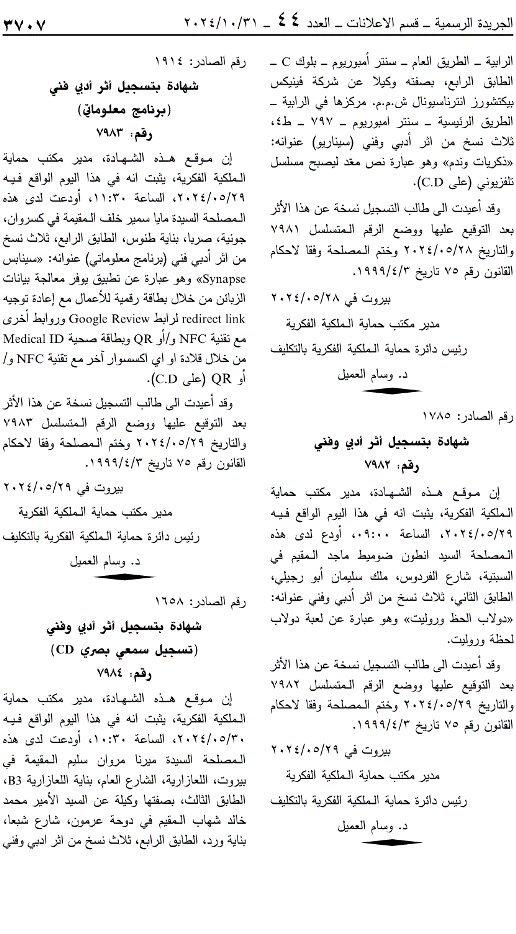 الجريدة الرسمية ــ قسم الاعلانات ــ العدد ٤٤ ــ ٢٠٢٤/١٠/٣١
٣٧٠٧
الرابية ــ الطريق العام ــ سنتر أمبوريوم ــ بلوك C ــ
الطابق الرابع، بصفته وكيلا عن شركة فينيكس
بيكتشورز انترناسيونال ش.م.م. مركزها في الرابية ــ
الطريق الرئيسية ــ سنتر امبوريوم ــ ٧٩٧ ــ ط٤،
ثلاث نسخ من اثر أدبي وفني (سيناريو) عنوانه:
«ذكريات وندم» وهو عبارة نص معّد ليصبح مسلسل
تلفزيوني (على C.D).
وقد أعيدت الى طالب التسجيل نسخة عن هذا الأثر
بعد التوقيع عليها ووضع الرقم المتسلسل ٧٩٨١
والتاريخ ٢٠٢٤/٠٥/٢٨ وختم المصلحة وفقا لاحكام
القانون رقم ٧٥ تاريخ ١٩٩٩/٤/٣.
بيروت في ٢٠٢٤/٠٥/٢٨
مدير مكتب حماية الملكية الفكرية
رئيس دائرة حماية الملكية الفكرية بالتكليف
د. وسام العميل
رقم الصادر: ١٧٨٥
شهادة بتسجيل أثر أدبي وفني
رقم: ٧٩٨٢
إن موقع هذه الشهادة، مدير مكتب حماية
الملكية الفكرية، يثبت انه في هذا اليوم الواقع فيه
٢٠٢٤/٠٥/٢٩، الساعة ٠٩:٠٠، أودع لدى هذه
المصلحة السيد انطون ضوميط ماجد المقيم في
السبتية، شارع الفردوس، ملك سليمان أبو رجيلي،
الطابق الثاني، ثلاث نسخ من اثر أدبي وفني عنوانه:
«دولاب الحظ وروليت» وهو عبارة عن لعبة دولاب
لحظة وروليت.
وقد أعيدت الى طالب التسجيل نسخة عن هذا الأثر
بعد التوقيع عليها ووضع الرقم المتسلسل ٧٩٨٢
والتاريخ ٢٠٢٤/٠٥/٢٩ وختم المصلحة وفقا لاحكام
القانون رقم ٧٥ تاريخ ١٩٩٩/٤/٣.
بيروت في ٢٠٢٤/٠٥/٢٩
مدير مكتب حماية الملكية الفكرية
رئيس دائرة حماية الملكية الفكرية بالتكليف
د. وسام العميل
رقم الصادر: ١٩١٤
شهادة بتسجيل أثر أدبي فني
(برنامج معلوماتي)
رقم: ٧٩٨٣
إن موقع هذه الشهادة، مدير مكتب حماية
الملكية الفكرية، يثبت انه في هذا اليوم الواقع فيه
٢٠٢٤/٠٥/٢٩، الساعة ١١:٣٠، أودعت لدى هذه
المصلحة السيدة مايا سمير خلف المقيمة في كسروان،
جونية، صربا، بناية طنوس، الطابق الرابع، ثلاث نسخ
من اثر أدبي فني (برنامج معلوماتي) عنوانه: «سينابس
Synapse» وهو عبارة عن تطبيق يوفر معالجة بيانات
الزبائن من خلال بطاقة رقمية للأعمال مع إعادة توجيه
redirect link لرابط Google Review وروابط أخرى
مع تقنية NFC و/أو QR وبطاقة صحية Medical ID
من خلال قلادة او اي اكسسوار آخر مع تقنية NFC و/
أو QR (على C.D).
وقد أعيدت الى طالب التسجيل نسخة عن هذا الأثر
بعد التوقيع عليها ووضع الرقم المتسلسل ٧٩٨٣
والتاريخ ٢٠٢٤/٠٥/٢٩ وختم المصلحة وفقا لاحكام
القانون رقم ٧٥ تاريخ ١٩٩٩/٤/٣.
بيروت في ٢٠٢٤/٠٥/٢٩
مدير مكتب حماية الملكية الفكرية
رئيس دائرة حماية الملكية الفكرية بالتكليف
د. وسام العميل
رقم الصادر: ١٦٥٨
شهادة بتسجيل أثر أدبي وفني
(تسجيل سمعي بصري CD)
رقم: ٧٩٨٤
إن موقع هذه الشهادة، مدير مكتب حماية
الملكية الفكرية، يثبت انه في هذا اليوم الواقع فيه
٢٠٢٤/٠٥/٣٠، الساعة ١٠:٣٠، أودعت لدى هذه
المصلحة السيدة ميرنا مروان سليم المقيمة في
بيروت، اللعازارية، الشارع العام، بناية اللعازارية B3،
الطابق الثالث، بصفتها وكيلة عن السيد الأمير محمد
خالد شهاب المقيم في دوحة عرمون، شارع شبعا،
بناية ورد، الطابق الرابع، ثلاث نسخ من اثر ادبي وفني